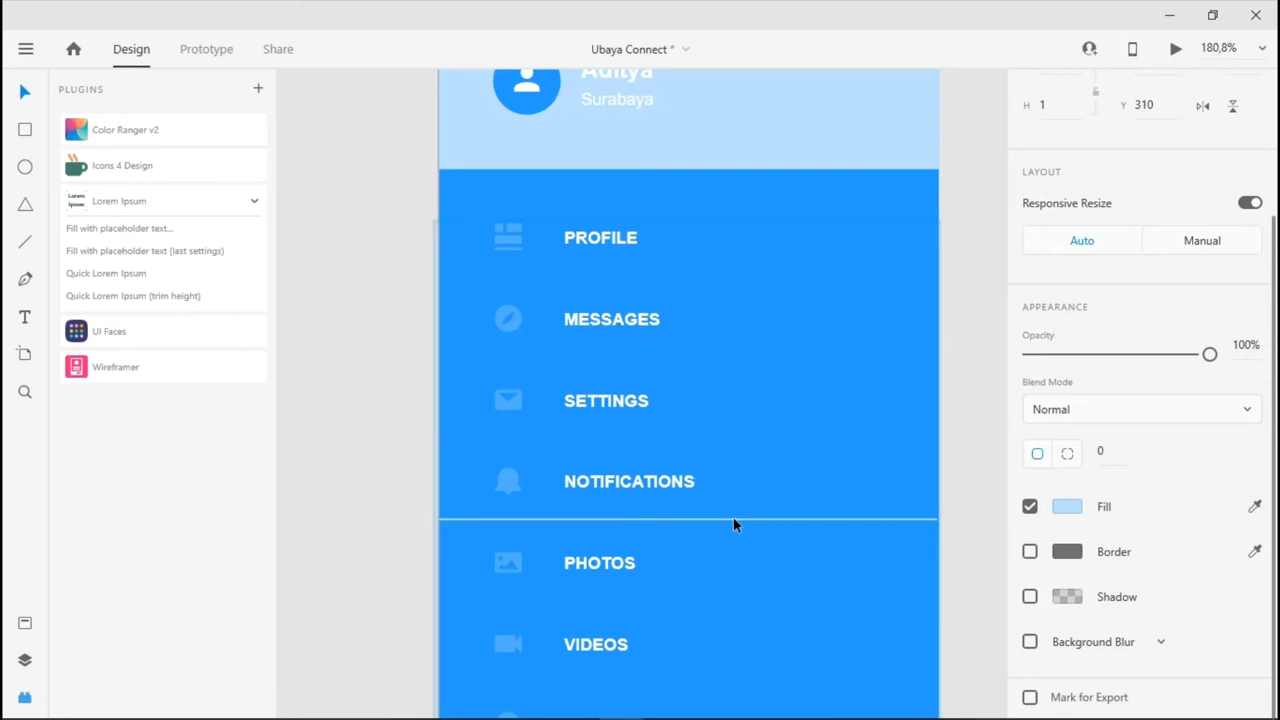 Design
Prototype
Share
Ubaya Connect *
180,8%
PLUGINS
Color Ranger v2
Icons 4 Design
Lorem Ipsum
Lorem Ipsum
Fill with placeholder text...
Fill with placeholder text (last settings)
Quick Lorem Ipsum
Quick Lorem Ipsum (trim height)
UI Faces
Wireframer
Aditya
Surabaya
PROFILE
MESSAGES
SETTINGS
NOTIFICATIONS
PHOTOS
VIDEOS
H 1
Y 310
LAYOUT
Responsive Resize
Auto
Manual
APPEARANCE
Opacity
100%
Blend Mode
Normal
0
Fill
Border
Shadow
Background Blur
Mark for Export